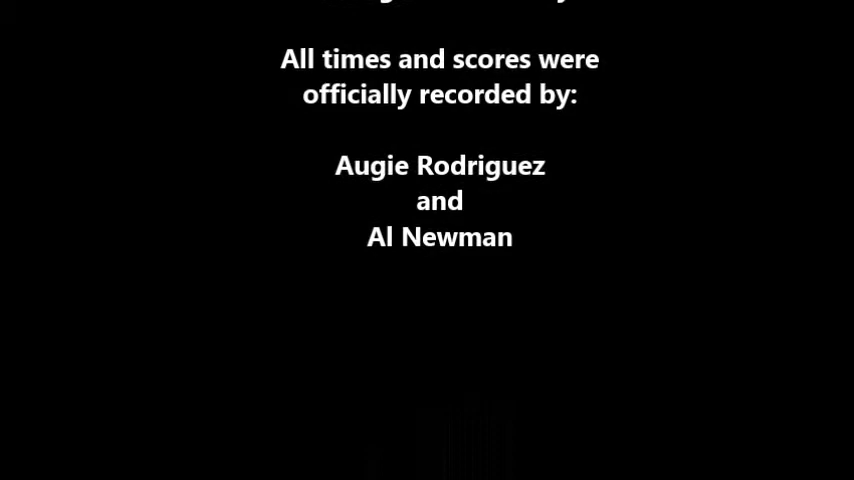 All times and scores were
officially recorded by:
Augie Rodriguez
and
Al Newman